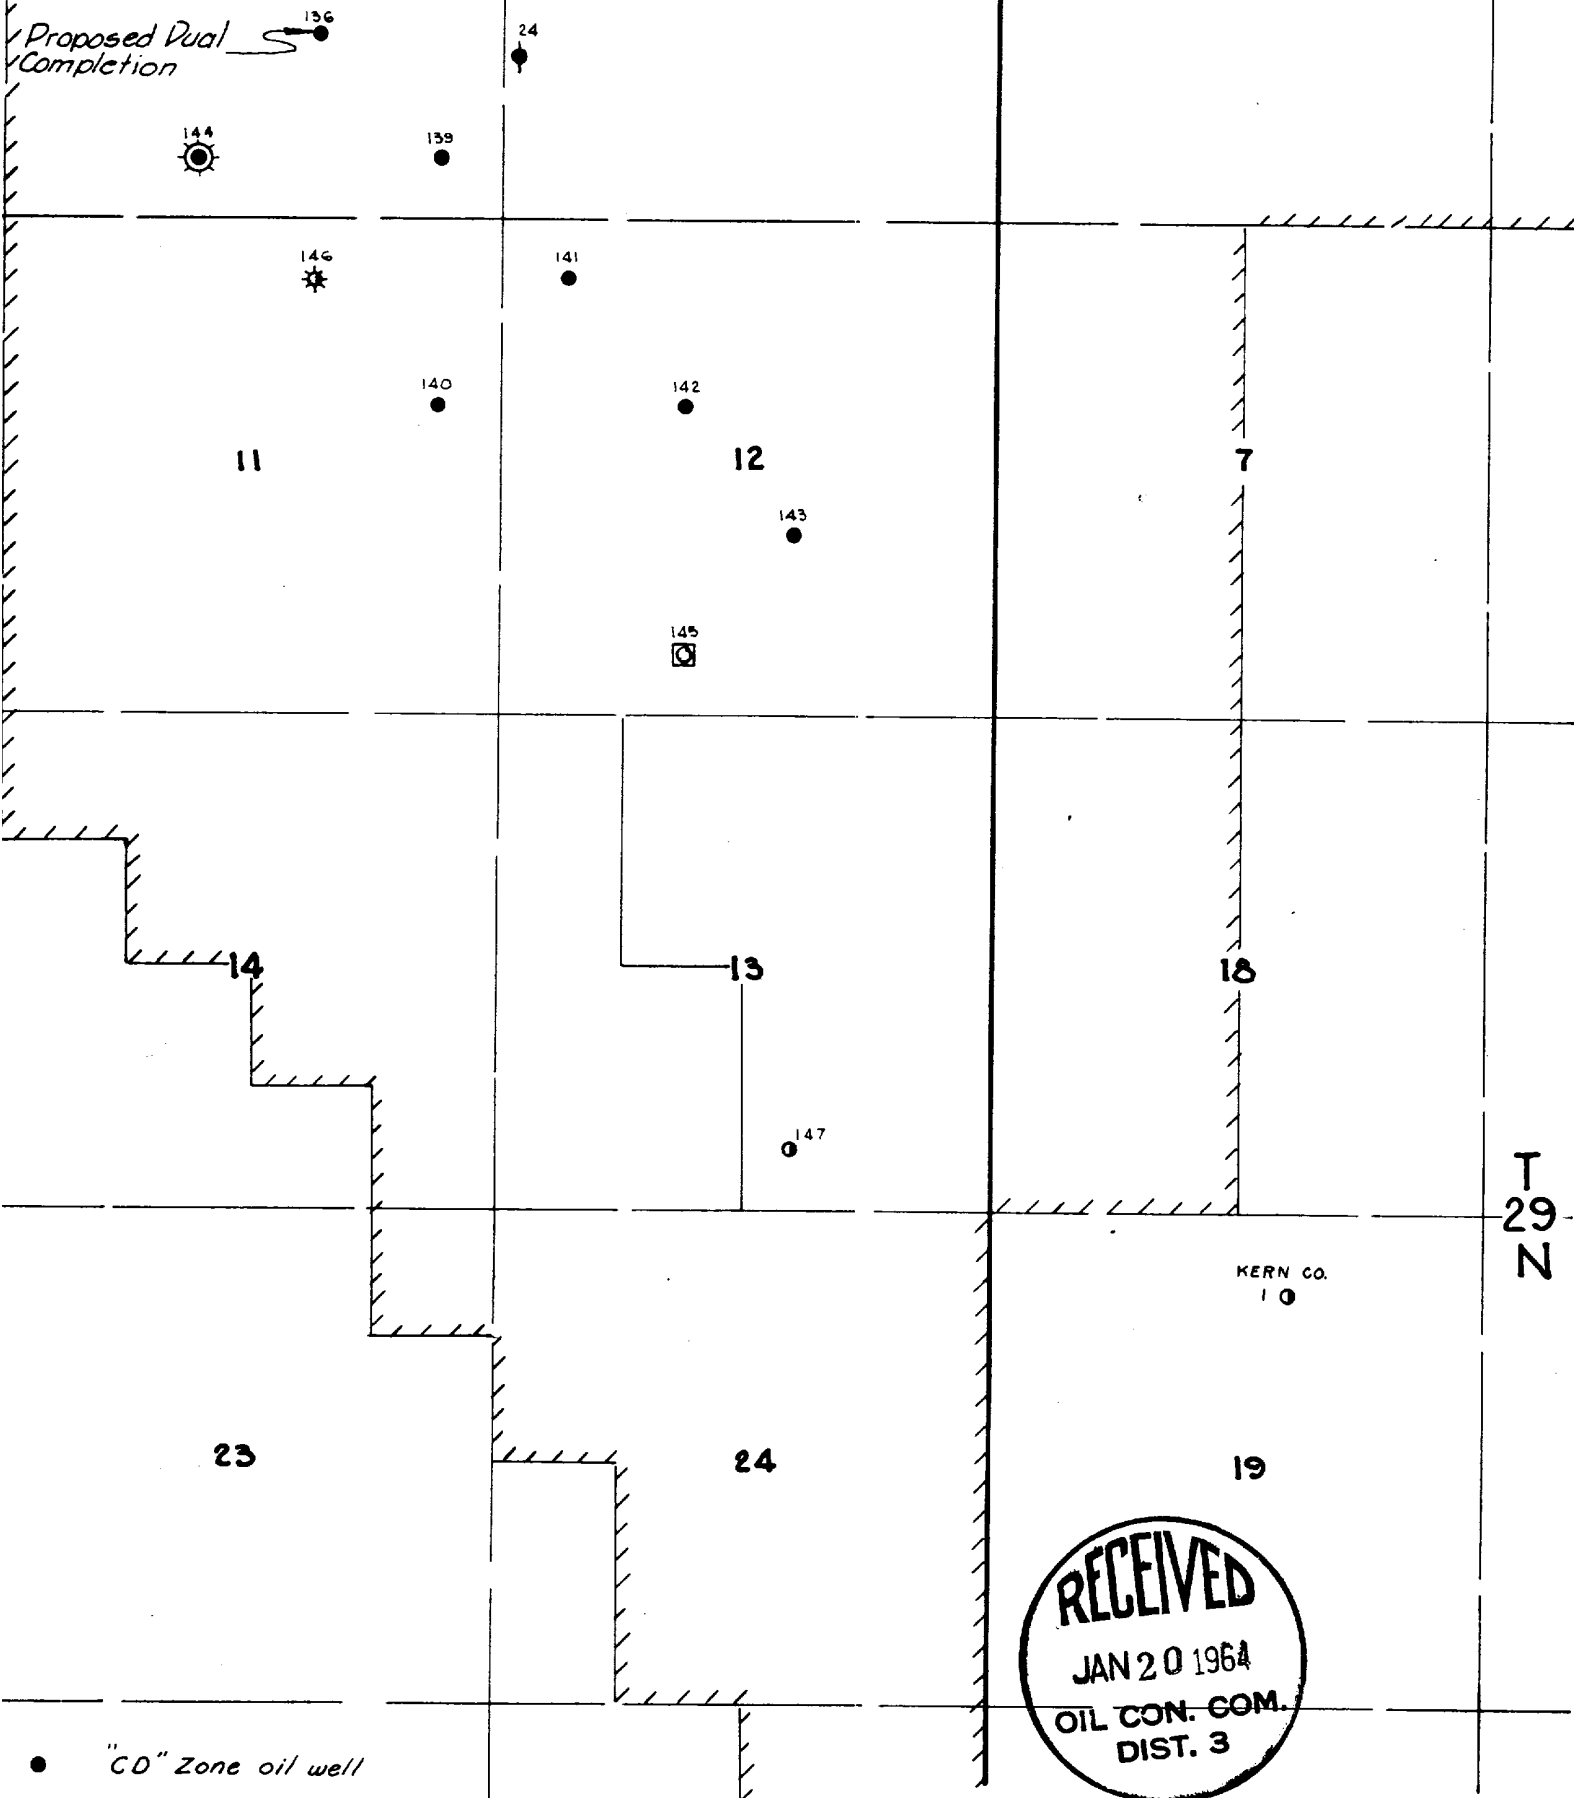 136
Proposed Dual
Completion
24
144
139
146
141
140
142
11
12
7
143
145
14
13
18
147
T
29
N
KERN CO.
1
23
24
19
RECEIVED
JAN 20 1964
OIL CON. COM.
DIST. 3
"CD" Zone oil well